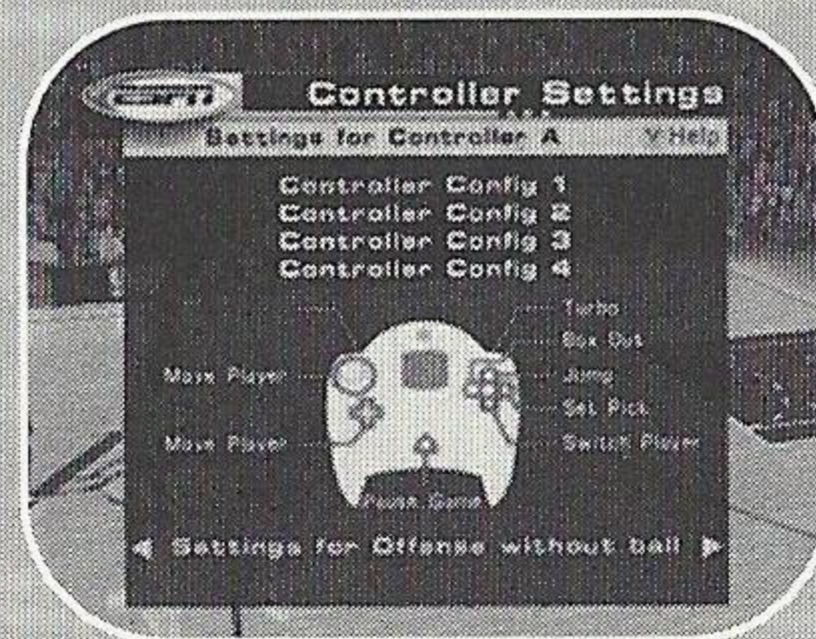 ESPN
Controller Settings
Settings for Controller A
Y:Help
Controller Config 1
Controller Config 2
Controller Config 3
Controller Config 4
Turbo
Box Out
Move Player
Jump
Set Pick
Move Player
Switch Player
Pause Game
Settings for Offense without ball